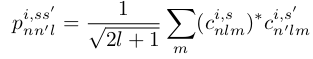 $p_{nn'l}^{i,ss'} = \frac{1}{\sqrt{2l+1}} \sum_{m} (c_{nlm}^{i,s})^{*} c_{n'lm}^{i,s'}$